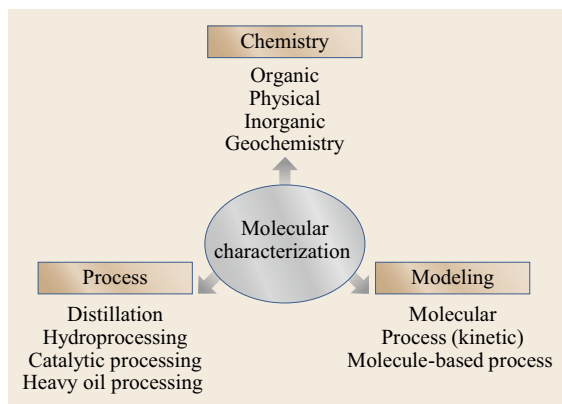 Chemistry
Organic
Physical
Inorganic
Geochemistry
Molecular
characterization
Process
Distillation
Hydroprocessing
Catalytic processing
Heavy oil processing
Modeling
Molecular
Process (kinetic)
Molecule-based process